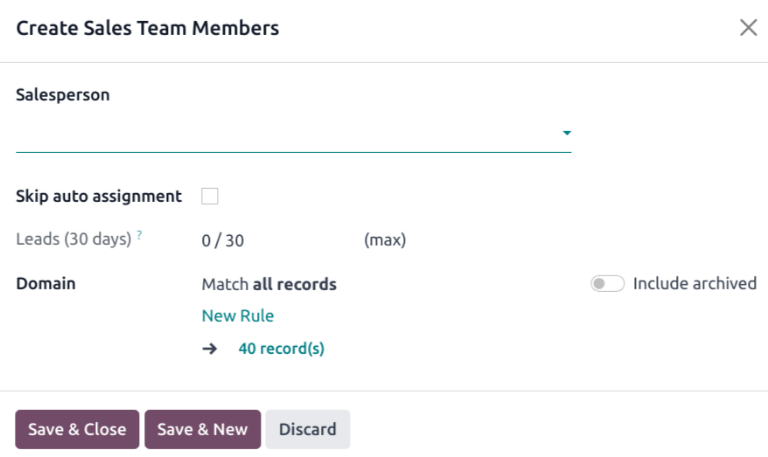 Create Sales Team Members
Salesperson
Skip auto assignment
Leads (30 days) ? 0 / 30 (max)
Domain Match all records Include archived
New Rule
→ 40 record(s)
Save & Close Save & New Discard